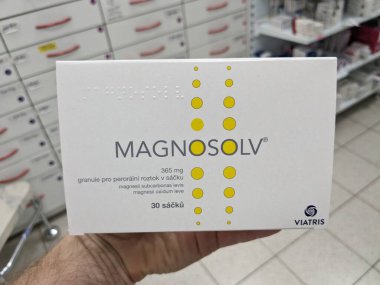 MAGNOSOLV®
365 mg
granule pro perorální roztok v sáčku
magnesii subcarbonas levis
magnesii oxidum leve
30 sáčků
VIATRIS